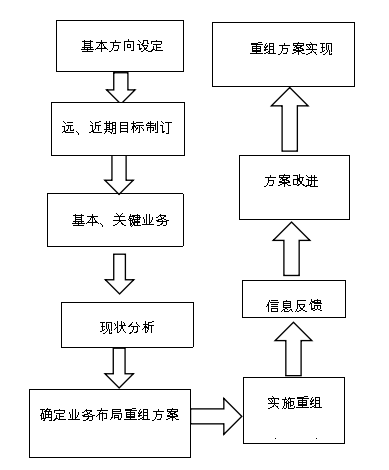 基本方向设定
远、近期目标制订
基本、关键业务
现状分析
确定业务布局重组方案
实施重组
信息反馈
方案改进
重组方案实现